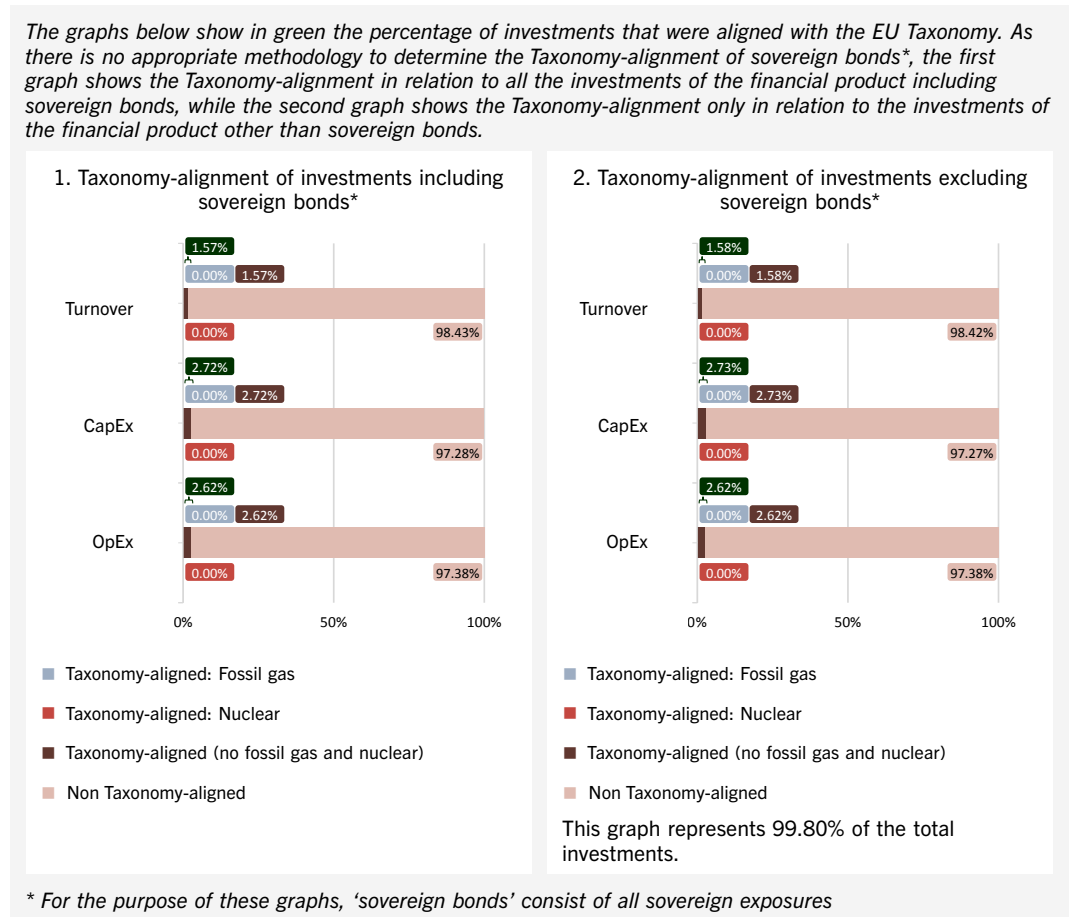 The graphs below show in green the percentage of investments that were aligned with the EU Taxonomy. As
there is no appropriate methodology to determine the Taxonomy-alignment of sovereign bonds*, the first
graph shows the Taxonomy-alignment in relation to all the investments of the financial product including
sovereign bonds, while the second graph shows the Taxonomy-alignment only in relation to the investments of
the financial product other than sovereign bonds.
1. Taxonomy-alignment of investments including
sovereign bonds*
1.57%
0.00% 1.57%
Turnover
0.00% 98.43%
2.72%
0.00% 2.72%
CapEx
0.00% 97.28%
2.62%
0.00% 2.62%
OpEx
0.00% 97.38%
0% 50% 100%
Taxonomy-aligned: Fossil gas
Taxonomy-aligned: Nuclear
Taxonomy-aligned (no fossil gas and nuclear)
Non Taxonomy-aligned
2. Taxonomy-alignment of investments excluding
sovereign bonds*
1.58%
0.00% 1.58%
Turnover
0.00% 98.42%
2.73%
0.00% 2.73%
CapEx
0.00% 97.27%
2.62%
0.00% 2.62%
OpEx
0.00% 97.38%
0% 50% 100%
Taxonomy-aligned: Fossil gas
Taxonomy-aligned: Nuclear
Taxonomy-aligned (no fossil gas and nuclear)
Non Taxonomy-aligned
This graph represents 99.80% of the total
investments.
* For the purpose of these graphs, ‘sovereign bonds’ consist of all sovereign exposures